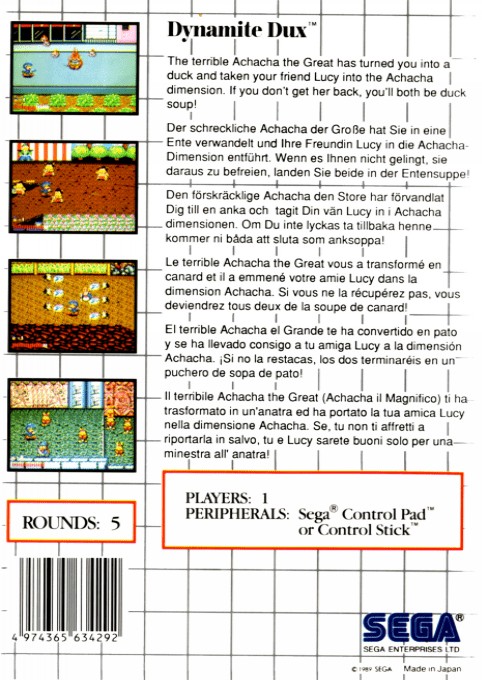 Dynamite Dux™
The terrible Achacha the Great has turned you into a
duck and taken your friend Lucy into the Achacha
dimension. If you don't get her back, you'll both be duck
soup!
Der schreckliche Achacha der Große hat Sie in eine
Ente verwandelt und Ihre Freundin Lucy in die Achacha-
Dimension entführt. Wenn es Ihnen nicht gelingt, sie
daraus zu befreien, landen Sie beide in der Entensuppe!
Den förskräcklige Achacha den Store har förvandlat
Dig till en anka och tagit Din vän Lucy in i Achacha
dimensionen. Om Du inte lyckas ta tillbaka henne
kommer ni båda att sluta som anksoppa!
Le terrible Achacha the Great vous a transformé en
canard et il a emmené votre amie Lucy dans la
dimension Achacha. Si vous ne la récupérez pas, vous
deviendrez tous deux de la soupe de canard!
El terrible Achacha el Grande te ha convertido en pato
y se ha llevado consigo a tu amiga Lucy a la dimensión
Achacha. ¡Si no la restacas, los dos terminaréis en un
puchero de sopa de pato!
Il terribile Achacha the Great (Achacha il Magnifico) ti ha
trasformato in un'anatra ed ha portato la tua amica Lucy
nella dimensione Achacha. Se, tu non ti affretti a
riportarla in salvo, tu e Lucy sarete buoni solo per una
minestra all' anatra!
ROUNDS: 5
PLAYERS: 1
PERIPHERALS: Sega® Control Pad™
or Control Stick™
4 974365 634292
SEGA®
SEGA ENTERPRISES LTD
© 1989 SEGA Made in Japan